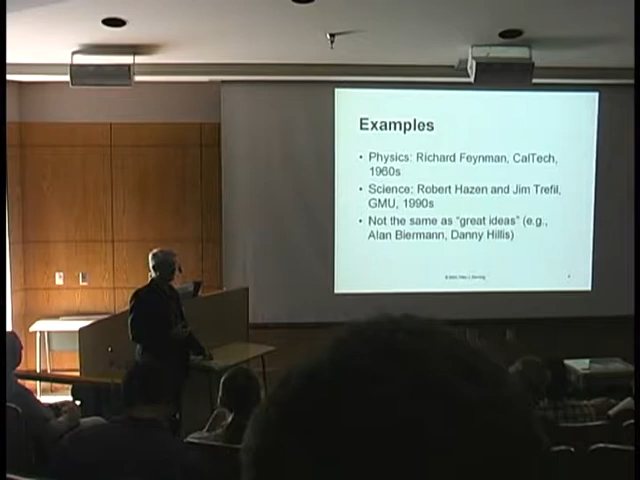 Examples
• Physics: Richard Feynman, CalTech,
1960s
• Science: Robert Hazen and Jim Trefil,
GMU, 1990s
• Not the same as "great ideas" (e.g.,
Alan Biermann, Danny Hillis)